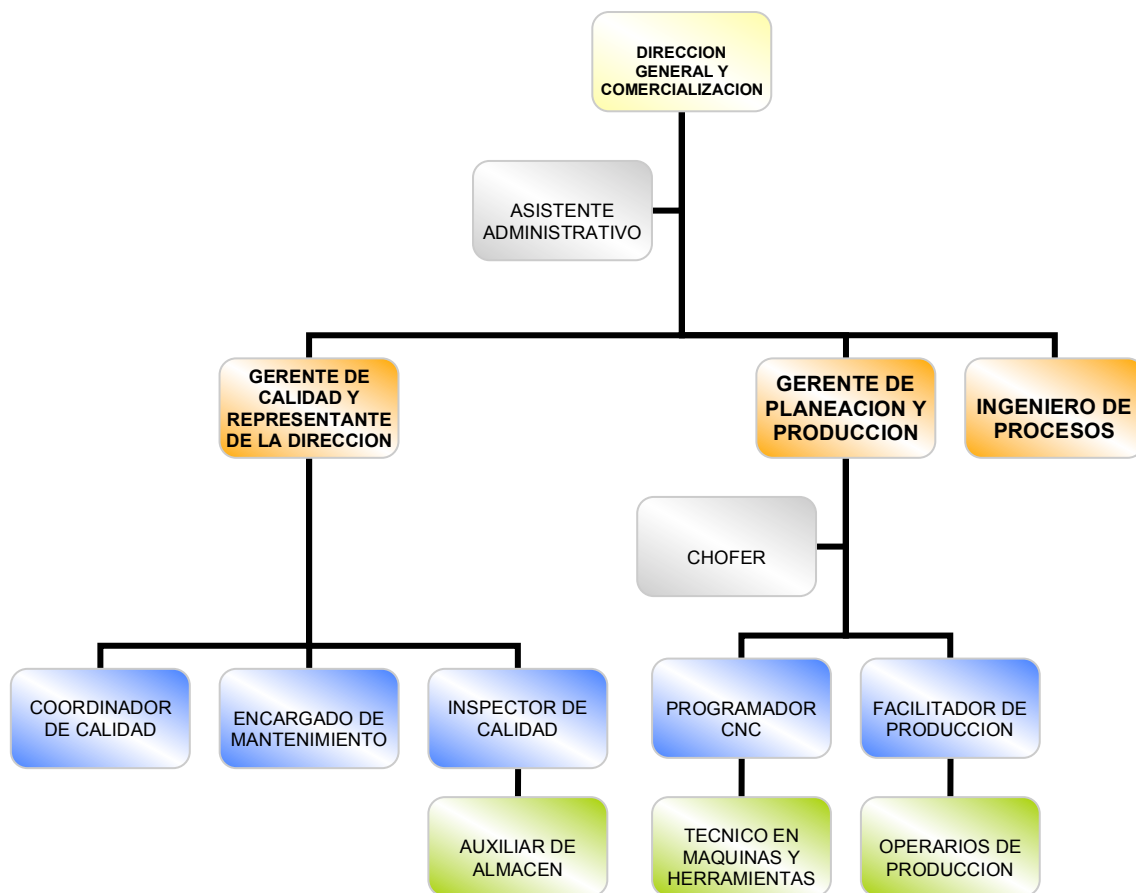 DIRECCION
GENERAL Y
COMERCIALIZACION
ASISTENTE
ADMINISTRATIVO
GERENTE DE
CALIDAD Y
REPRESENTANTE
DE LA DIRECCION
GERENTE DE
PLANEACION Y
PRODUCCION
INGENIERO DE
PROCESOS
CHOFER
COORDINADOR
DE CALIDAD
ENCARGADO DE
MANTENIMIENTO
INSPECTOR DE
CALIDAD
PROGRAMADOR
CNC
FACILITADOR DE
PRODUCCION
AUXILIAR DE
ALMACEN
TECNICO EN
MAQUINAS Y
HERRAMIENTAS
OPERARIOS DE
PRODUCCION